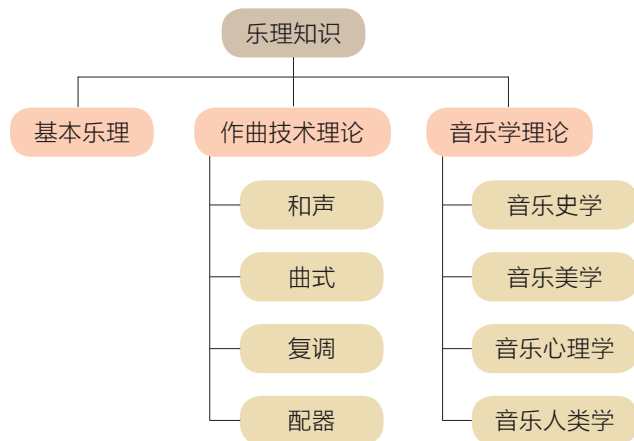 乐理知识
基本乐理
作曲技术理论
音乐学理论
和声
音乐史学
曲式
音乐美学
复调
音乐心理学
配器
音乐人类学